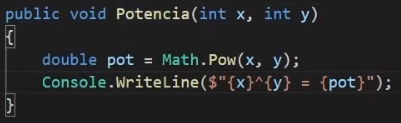 public void Potencia(int x, int y)
{
double pot = Math.Pow(x, y);
Console.WriteLine($"{x}^{y} = {pot}");
}